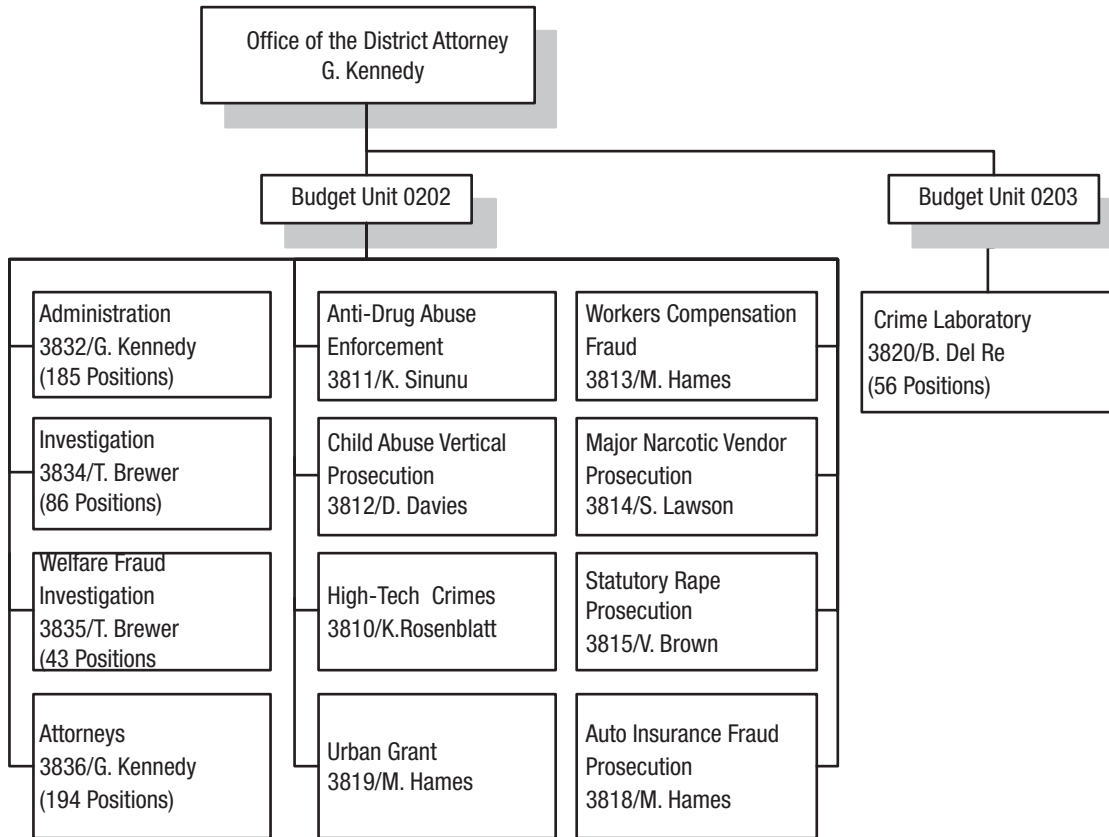 Office of the District Attorney
G. Kennedy
Budget Unit 0202
Budget Unit 0203
Administration
3832/G. Kennedy
(185 Positions)
Investigation
3834/T. Brewer
(86 Positions)
Welfare Fraud
Investigation
3835/T. Brewer
(43 Positions
Attorneys
3836/G. Kennedy
(194 Positions)
Anti-Drug Abuse
Enforcement
3811/K. Sinunu
Child Abuse Vertical
Prosecution
3812/D. Davies
High-Tech Crimes
3810/K.Rosenblatt
Urban Grant
3819/M. Hames
Workers Compensation
Fraud
3813/M. Hames
Major Narcotic Vendor
Prosecution
3814/S. Lawson
Statutory Rape
Prosecution
3815/V. Brown
Auto Insurance Fraud
Prosecution
3818/M. Hames
Crime Laboratory
3820/B. Del Re
(56 Positions)